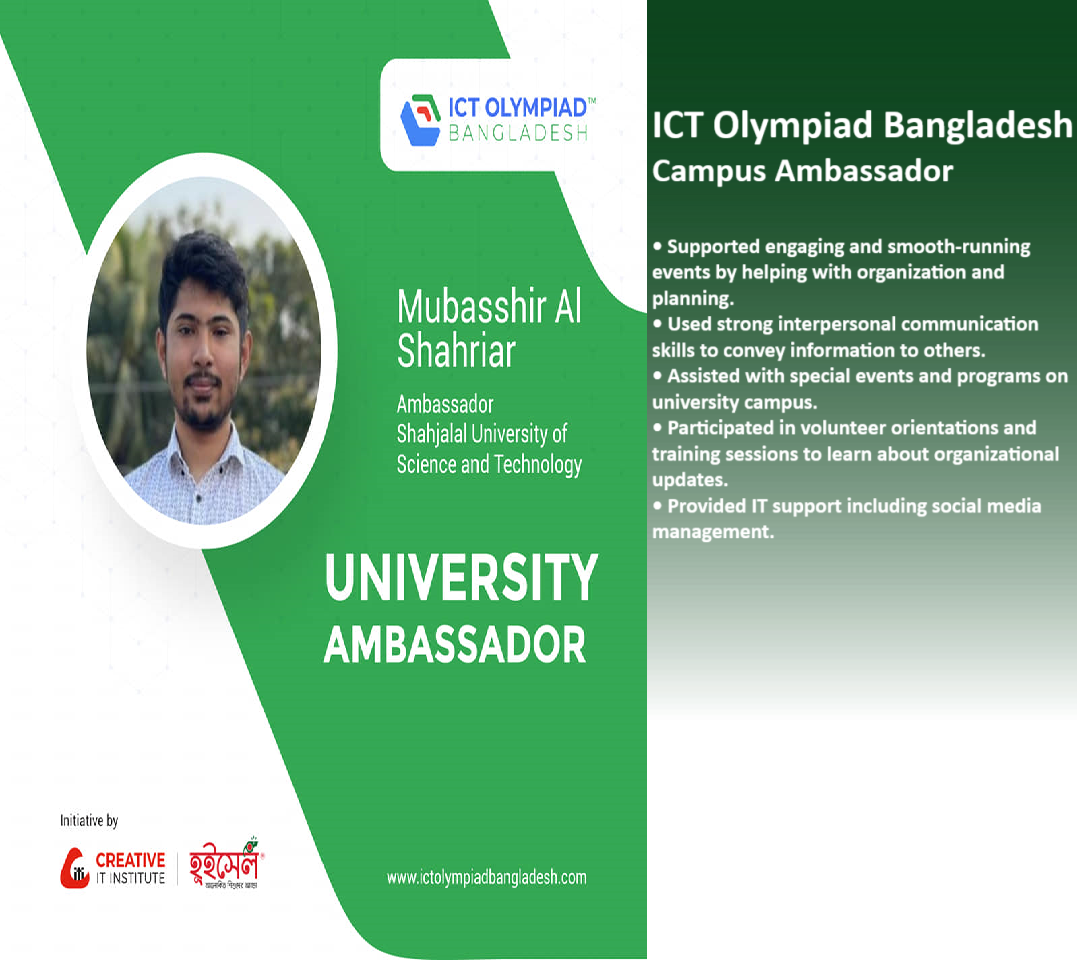 ICT OLYMPIAD™
BANGLADESH
Mubasshir Al
Shahriar
Ambassador
Shahjalal University of
Science and Technology
UNIVERSITY
AMBASSADOR
Initiative by
CREATIVE
IT INSTITUTE
হুইসেল
www.ictolympiadbangladesh.com
ICT Olympiad Bangladesh
Campus Ambassador
• Supported engaging and smooth-running
events by helping with organization and
planning.
• Used strong interpersonal communication
skills to convey information to others.
• Assisted with special events and programs on
university campus.
• Participated in volunteer orientations and
training sessions to learn about organizational
updates.
• Provided IT support including social media
management.